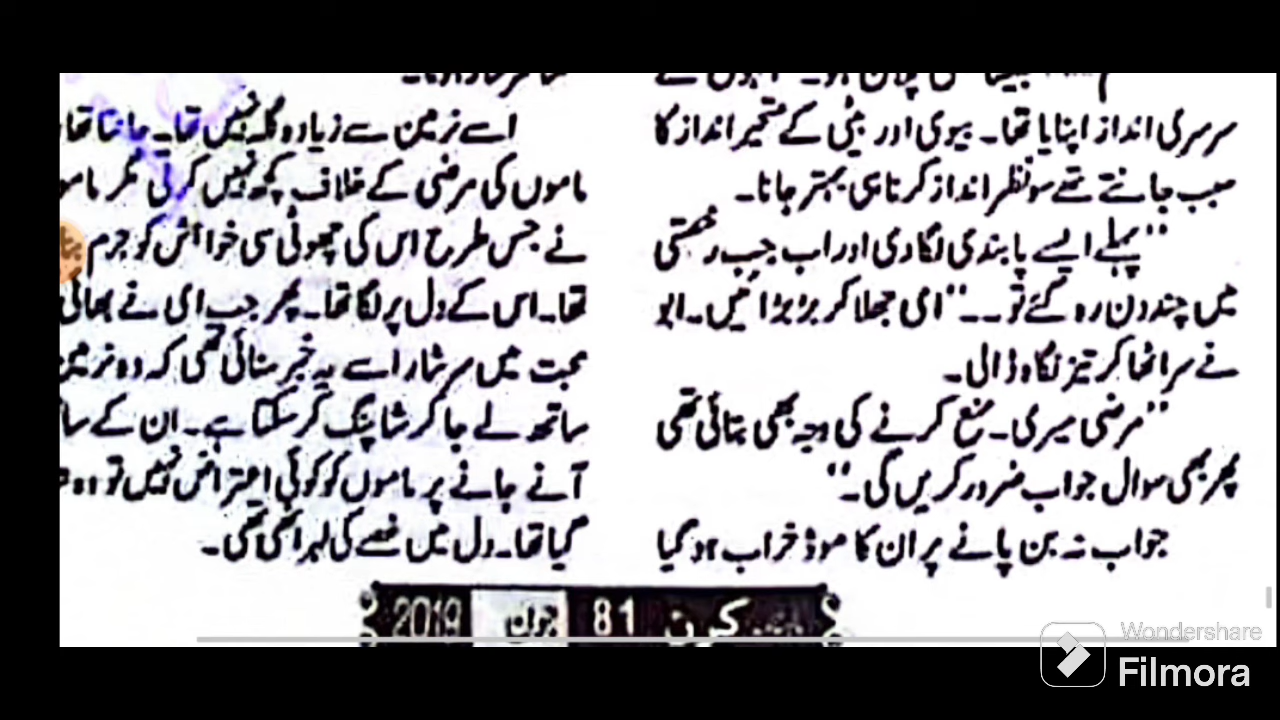 سرسری انداز اپنایا تھا۔ بیوی اور بیٹی کے متحیر انداز کا
سبب جانتے تھے سو نظر انداز کرنا ہی بہتر جانا۔
”پہلے ایسے پابندی لگا دی اور اب جب رخصتی
میں چند دن رہ گئے تو۔۔“ امی جھلا کر بڑبڑائیں۔ ابو
نے سر اٹھا کر تیز نگاہ ڈالی۔
”مرضی میری۔ منع کرنے کی وجہ بھی بتائی تھی
پھر بھی سوال جواب ضرور کریں گی۔“
جواب نہ بن پانے پر ان کا موڈ خراب ہو گیا
اسے نرمین سے زیادہ گلہ نہیں تھا۔ جانتا تھا
ماموں کی مرضی کے خلاف کچھ نہیں کرتی مگر
نے جس طرح اس کی چھوٹی سی خواہش کو جرم
تھا۔ اس کے دل پر لگا تھا۔ پھر جب امی نے بھائی
محبت میں سرشار اسے یہ خبر سنائی تھی کہ وہ نرمین
ساتھ لے جا کر شاپنگ کر سکتا ہے۔ ان کے
آنے جانے پر ماموں کو کوئی اعتراض نہیں تو وہ
گیا تھا۔ دل میں غصے کی لہر اٹھی تھی۔
کرن 81 جون 2019
Wondershare
Filmora